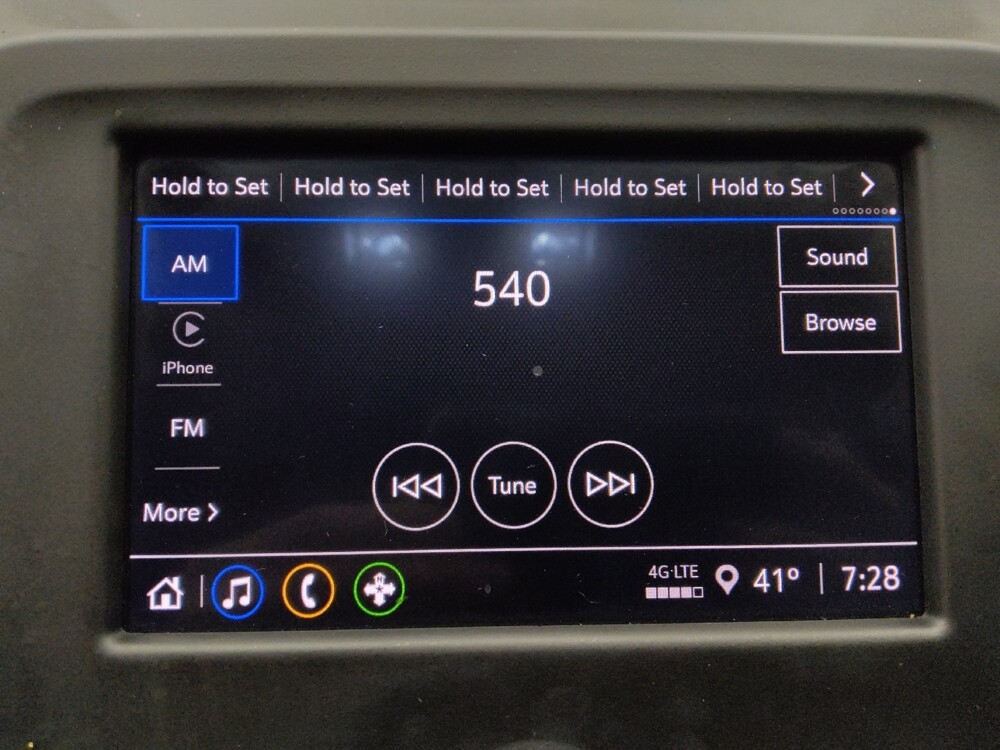 Hold to Set Hold to Set Hold to Set Hold to Set Hold to Set
AM
540
Sound
iPhone
Browse
FM
Tune
More
4G·LTE
41° 7:28